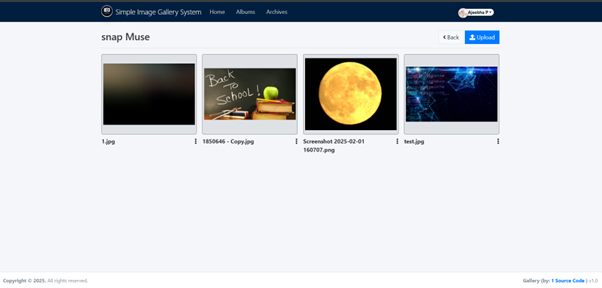 Simple Image Gallery System Home Albums Archives Ajeebha P
snap Muse
Back Upload
Back
To
School!
1.jpg
1850646 - Copy.jpg
Screenshot 2025-02-01
160707.png
test.jpg
Copyright © 2025. All rights reserved.
Gallery (by: 1 Source Code ) v1.0